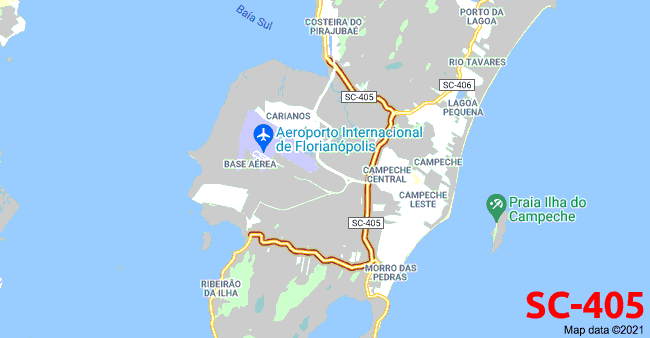 Baía Sul
COSTEIRA DO
PIRAJUBAÉ
PORTO DA
LAGOA
RIO TAVARES
SC-406
SC-405
LAGOA
PEQUENA
CARIANOS
Aeroporto Internacional
de Florianópolis
BASE AÉREA
CAMPECHE
CAMPECHE
CENTRAL
CAMPECHE
LESTE
Praia Ilha do
Campeche
SC-405
MORRO DAS
PEDRAS
RIBEIRÃO
DA ILHA
SC-405
Map data ©2021